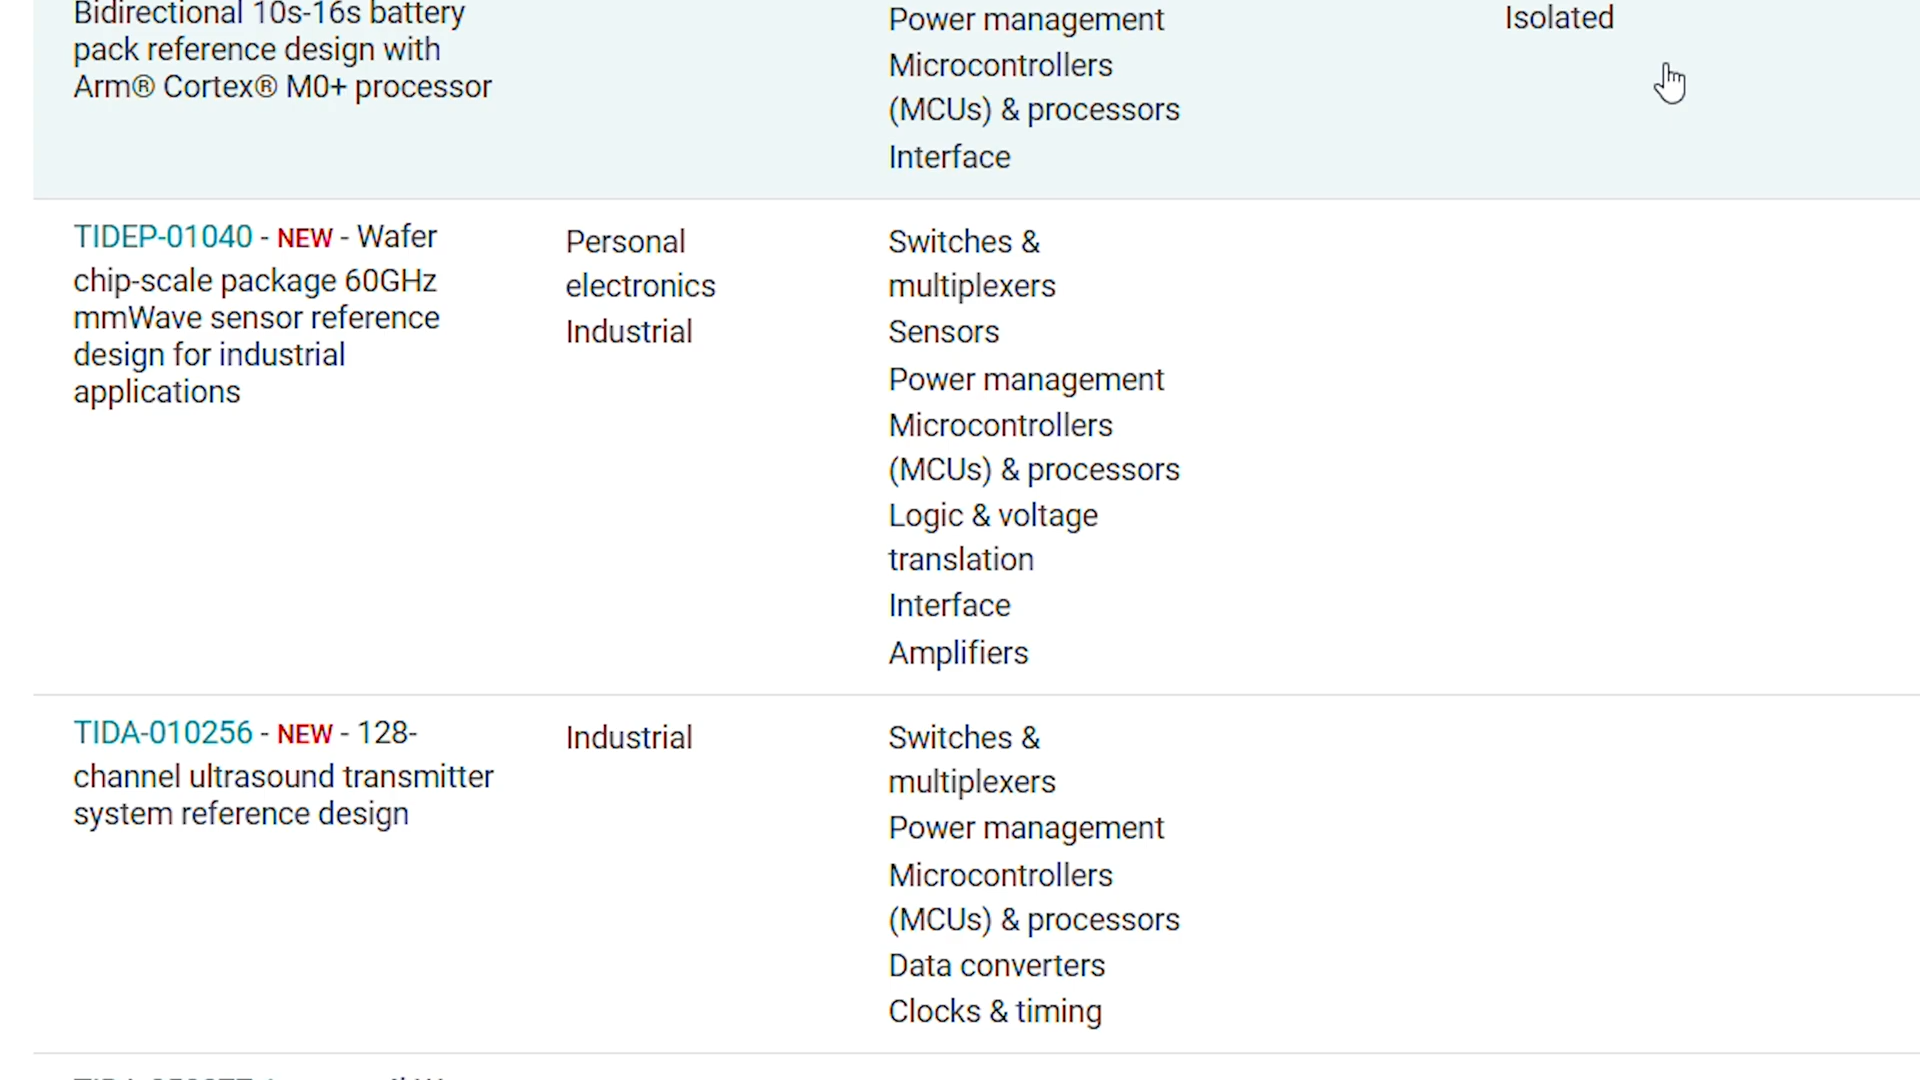 Bidirectional 10s-16s battery
pack reference design with
Arm® Cortex® M0+ processor
Power management
Microcontrollers
(MCUs) & processors
Interface
Isolated
TIDEP-01040 - NEW - Wafer
chip-scale package 60GHz
mmWave sensor reference
design for industrial
applications
Personal
electronics
Industrial
Switches &
multiplexers
Sensors
Power management
Microcontrollers
(MCUs) & processors
Logic & voltage
translation
Interface
Amplifiers
TIDA-010256 - NEW - 128-
channel ultrasound transmitter
system reference design
Industrial
Switches &
multiplexers
Power management
Microcontrollers
(MCUs) & processors
Data converters
Clocks & timing